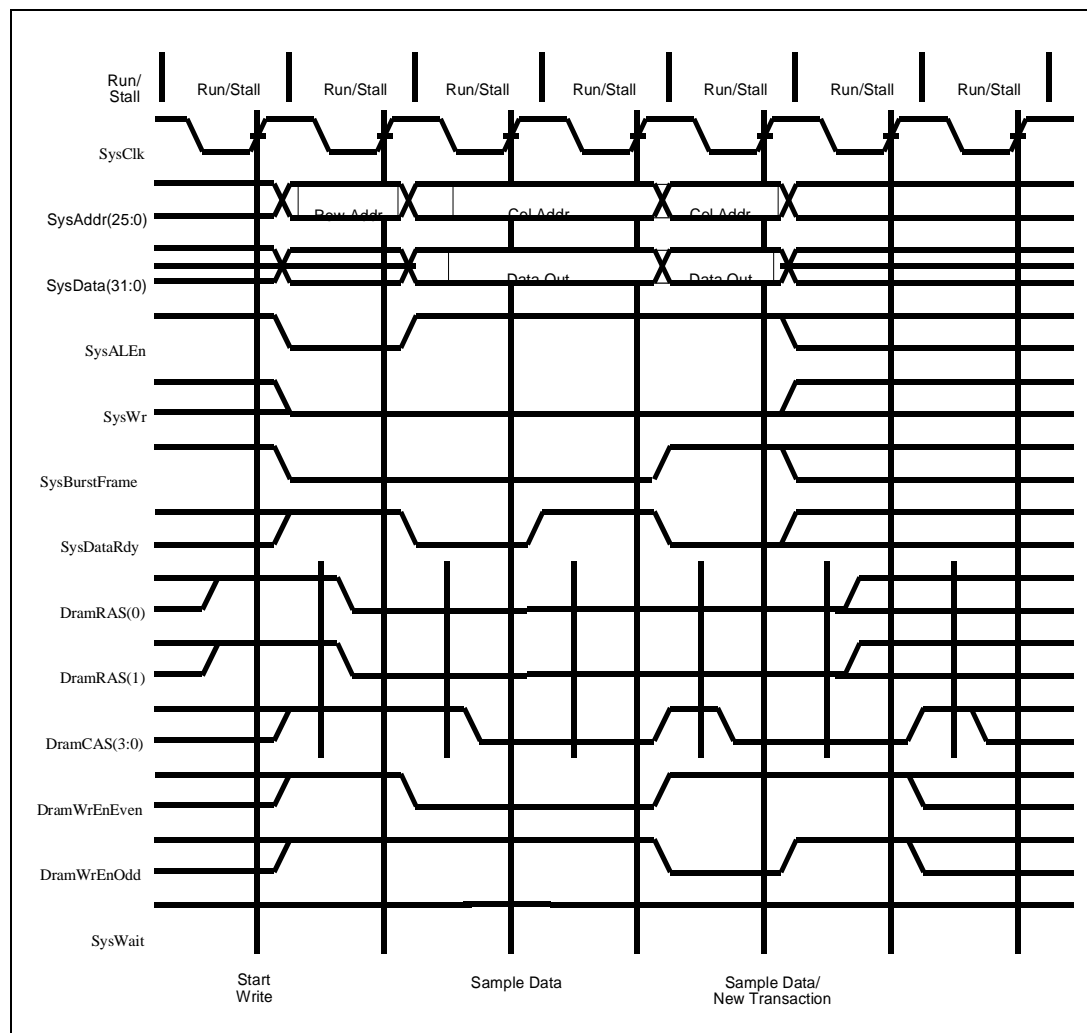 Run/
Stall
Run/Stall Run/Stall Run/Stall Run/Stall Run/Stall Run/Stall Run/Stall
SysClk
SysAddr(25:0)
Row Addr Col Addr Col Addr
SysData(31:0)
Data Out Data Out
SysALEn
SysWr
SysBurstFrame
SysDataRdy
DramRAS(0)
DramRAS(1)
DramCAS(3:0)
DramWrEnEven
DramWrEnOdd
SysWait
Start
Write
Sample Data
Sample Data/
New Transaction